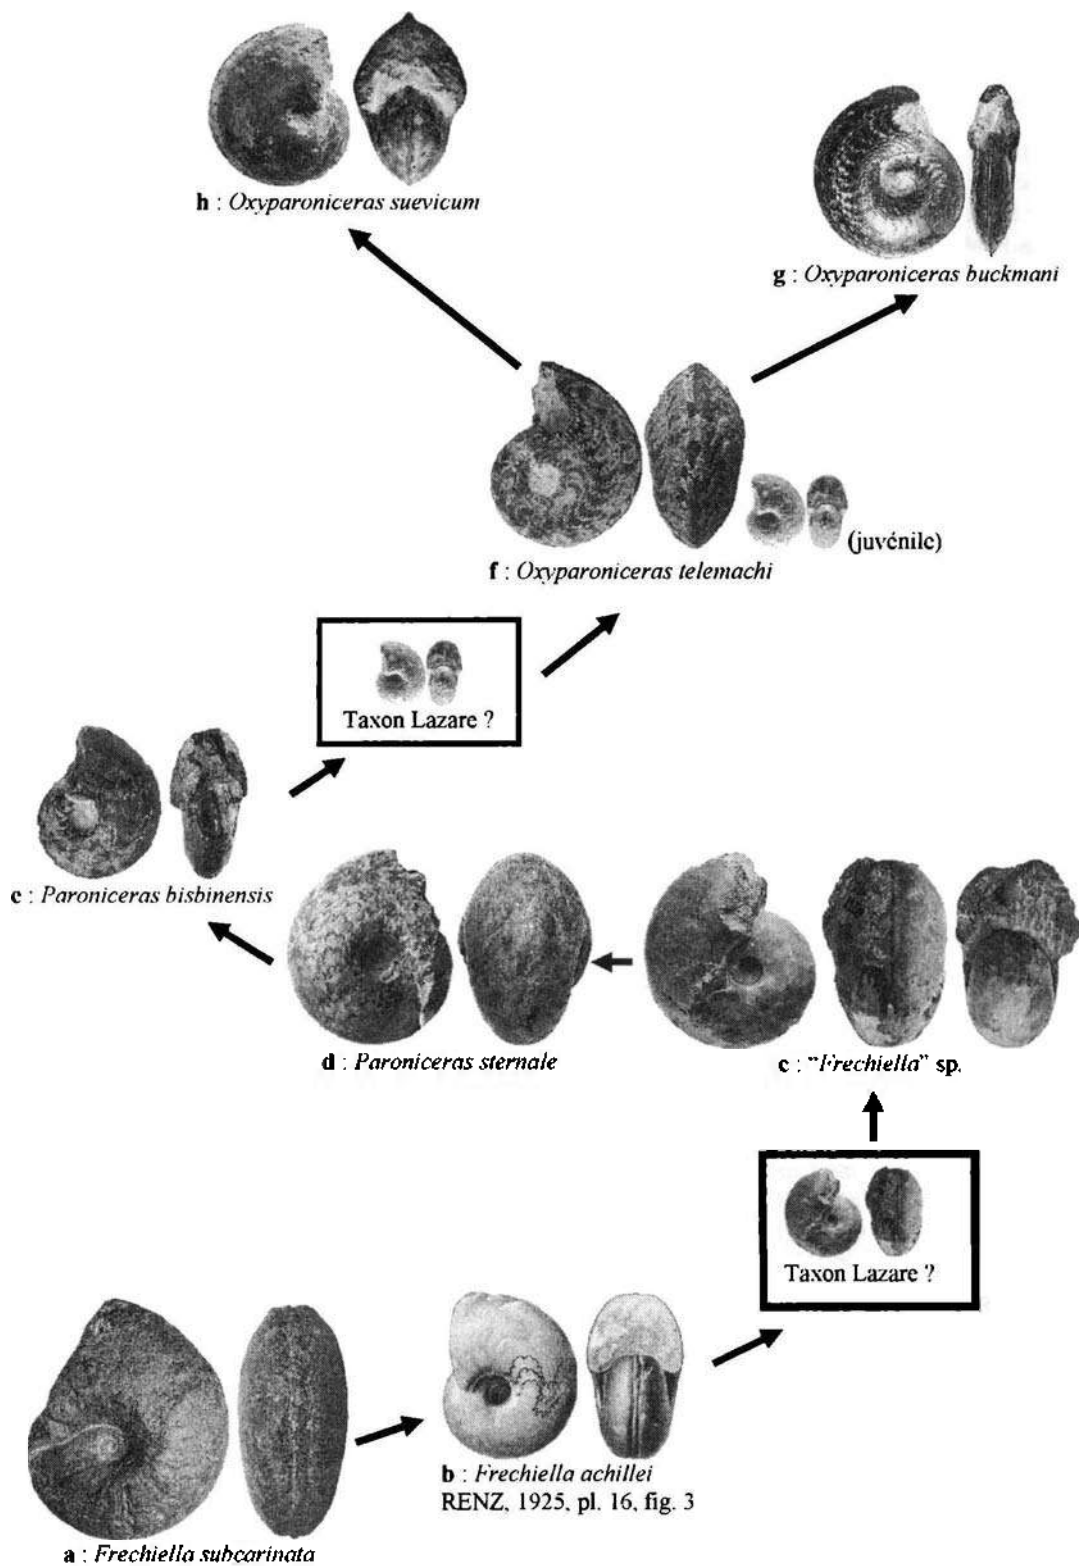 h : Oxyparoniceras suevicum
g : Oxyparoniceras buckmani
(juvénile)
f : Oxyparoniceras telemachi
Taxon Lazare ?
e : Paroniceras bisbinensis
d : Paroniceras sternale
c : "Frechiella" sp.
Taxon Lazare ?
b : Frechiella achillei
RENZ, 1925, pl. 16, fig. 3
a : Frechiella subcarinata